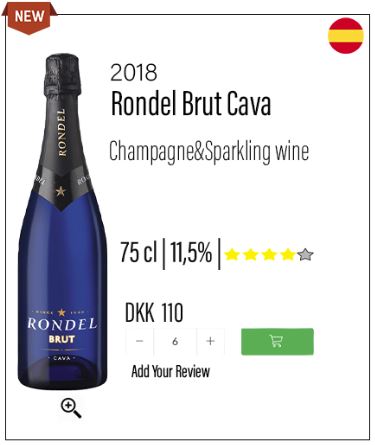 NEW
2018
Rondel Brut Cava
Champagne&Sparkling wine
75 cl | 11,5% |
DKK 110
− 6 +
Add Your Review
RONDEL
RONDEL
BRUT
CAVA